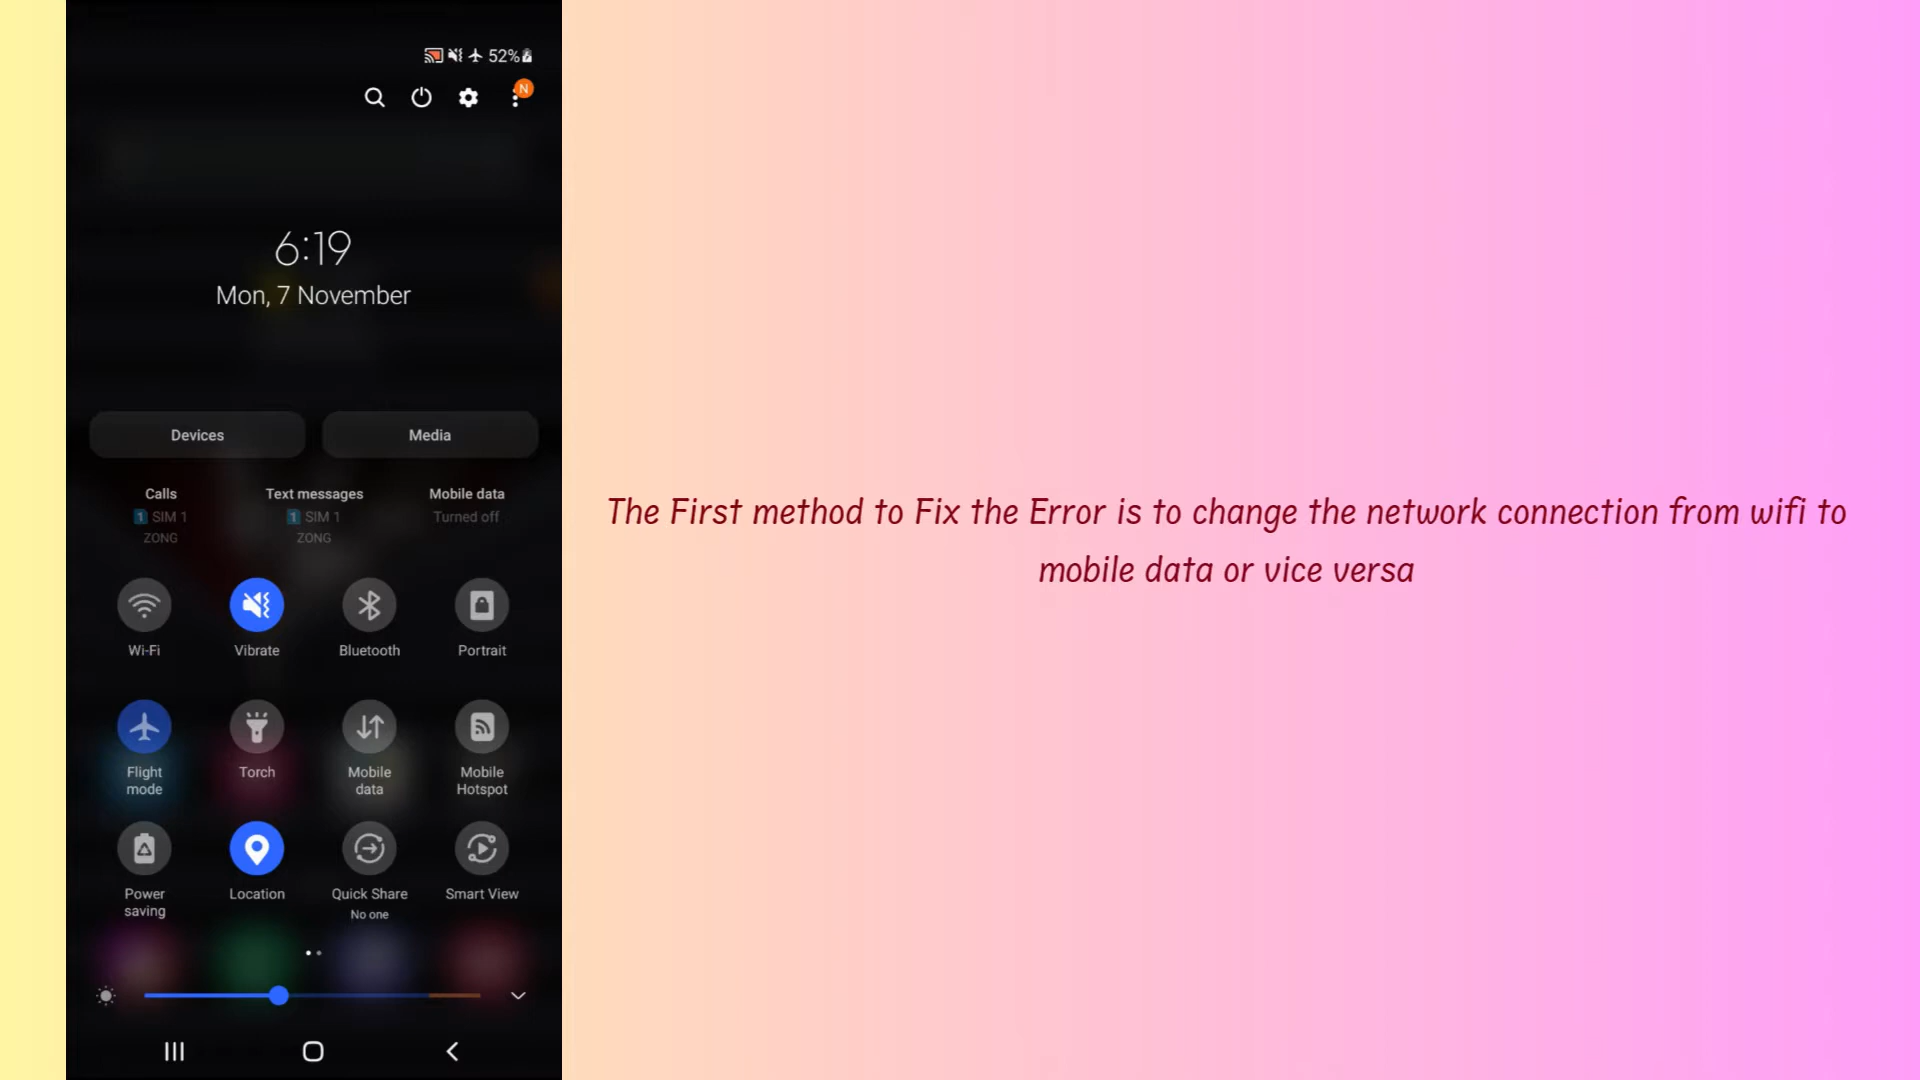 52%
N
6:19
Mon, 7 November
Devices Media
Calls Text messages Mobile data
1 SIM 1 1 SIM 1 Turned off
ZONG ZONG
Wi-Fi Vibrate Bluetooth Portrait
Flight Torch Mobile Mobile
mode data Hotspot
Power Location Quick Share Smart View
saving No one
The First method to Fix the Error is to change the network connection from wifi to
mobile data or vice versa